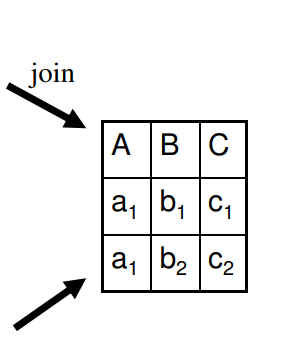 join
A B C
a₁ b₁ c₁
a₁ b₂ c₂